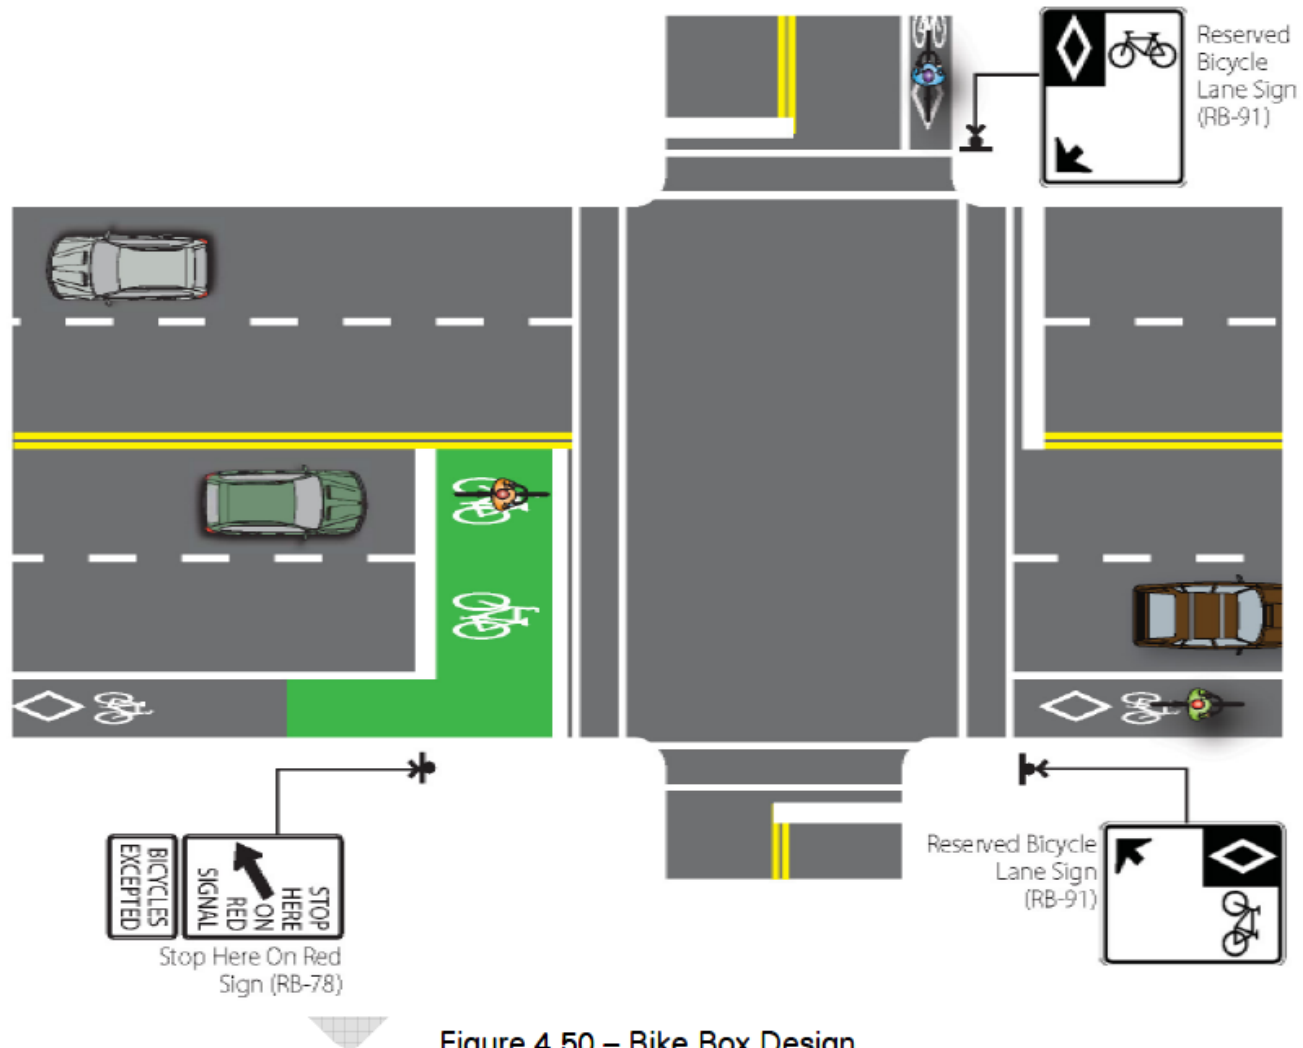 Reserved
Bicycle
Lane Sign
(RB-91)
STOP
HERE
ON
RED
SIGNAL
BICYCLES
EXCEPTED
Stop Here On Red
Sign (RB-78)
Reserved Bicycle
Lane Sign
(RB-91)
Figure 4.50 – Bike Box Design